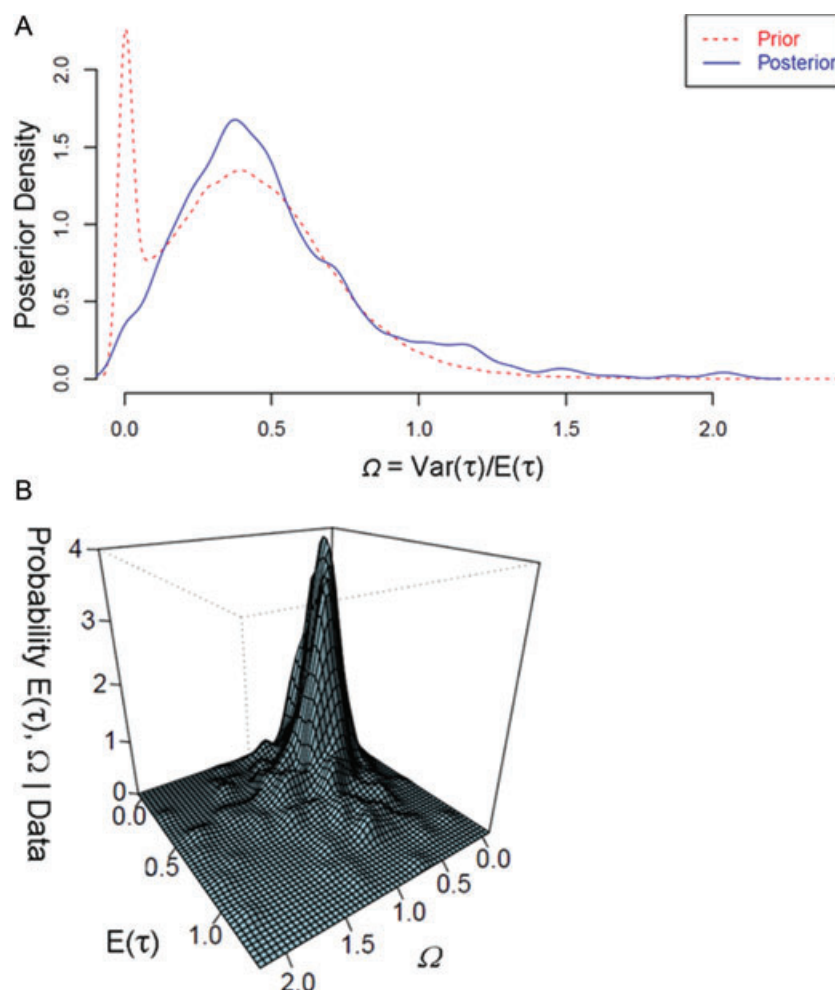 A
Prior
Posterior
Posterior Density
0.0 0.5 1.0 1.5 2.0
0.0 0.5 1.0 1.5 2.0
Ω = Var(τ)/E(τ)
B
Probability E(τ), Ω | Data
4
3
2
1
0
0.0
0.5
1.0
E(τ)
0.0
0.5
1.0
1.5
2.0
Ω